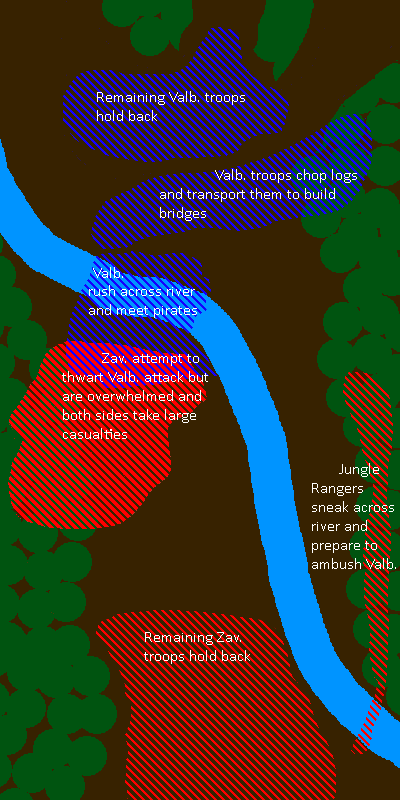 Remaining Valb. troops
hold back
Valb. troops chop logs
and transport them to build
bridges
Valb.
rush across river
and meet pirates
Zav. attempt to
thwart Valb. attack but
are overwhelmed and
both sides take large
casualties
Jungle
Rangers
sneak across
river and
prepare to
ambush Valb.
Remaining Zav.
troops hold back